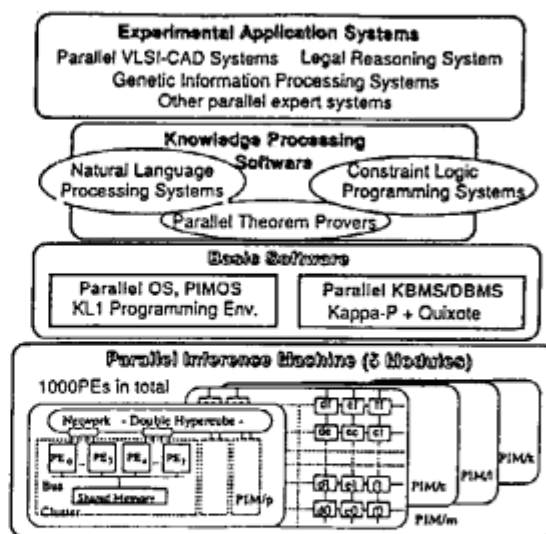 Experimental Application Systems
Parallel VLSI-CAD Systems Legal Reasoning System
Genetic Information Processing Systems
Other parallel expert systems
Knowledge Processing
Software
Natural Language
Processing Systems
Constraint Logic
Programming Systems
Parallel Theorem Provers
Basic Software
Parallel OS, PIMOS
KL1 Programming Env.
Parallel KBMS/DBMS
Kappa-P + Quixote
Parallel Inference Machine (5 Modules)
1000PEs in total
Network - Double Hypercube -
Bus
Shared Memory
Cluster
PIM/p
PIM/m
PIM/i
PIM/k